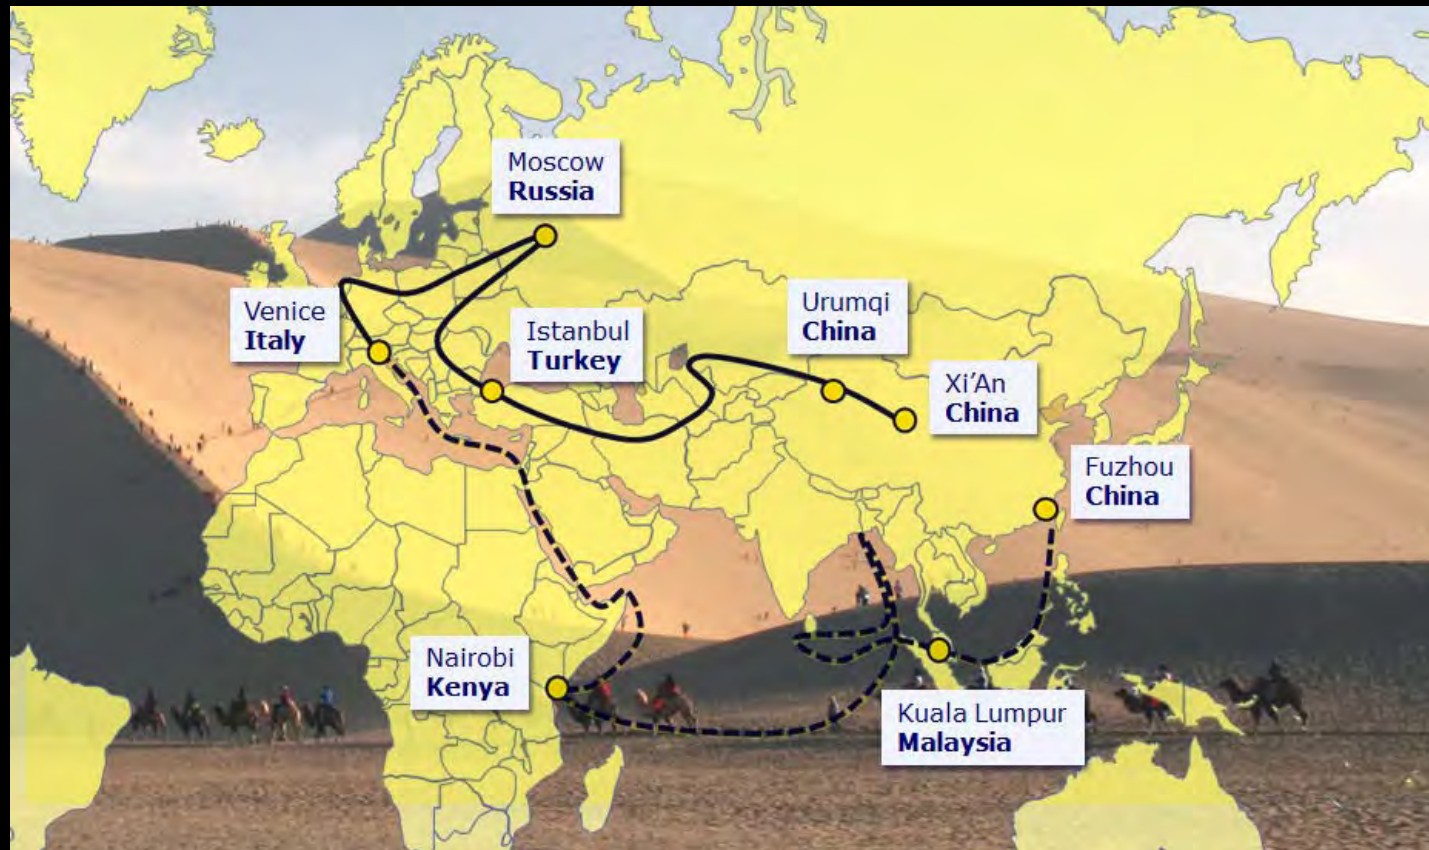 Moscow
Russia
Venice
Italy
Istanbul
Turkey
Urumqi
China
Xi’An
China
Fuzhou
China
Nairobi
Kenya
Kuala Lumpur
Malaysia